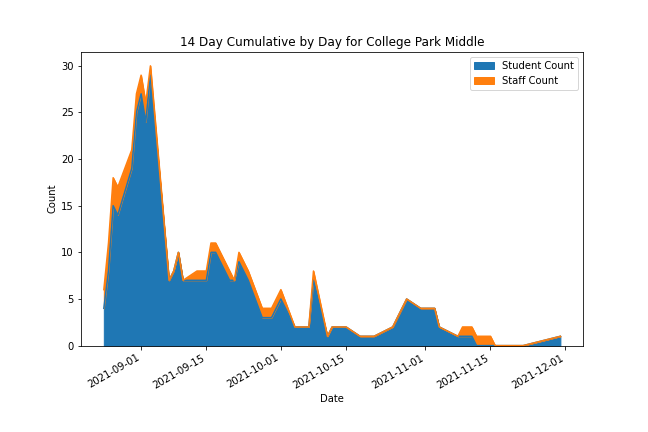 14 Day Cumulative by Day for College Park Middle
Student Count
Staff Count
Count
30
25
20
15
10
5
0
2021-09-01
2021-09-15
2021-10-01
2021-10-15
2021-11-01
2021-11-15
2021-12-01
Date